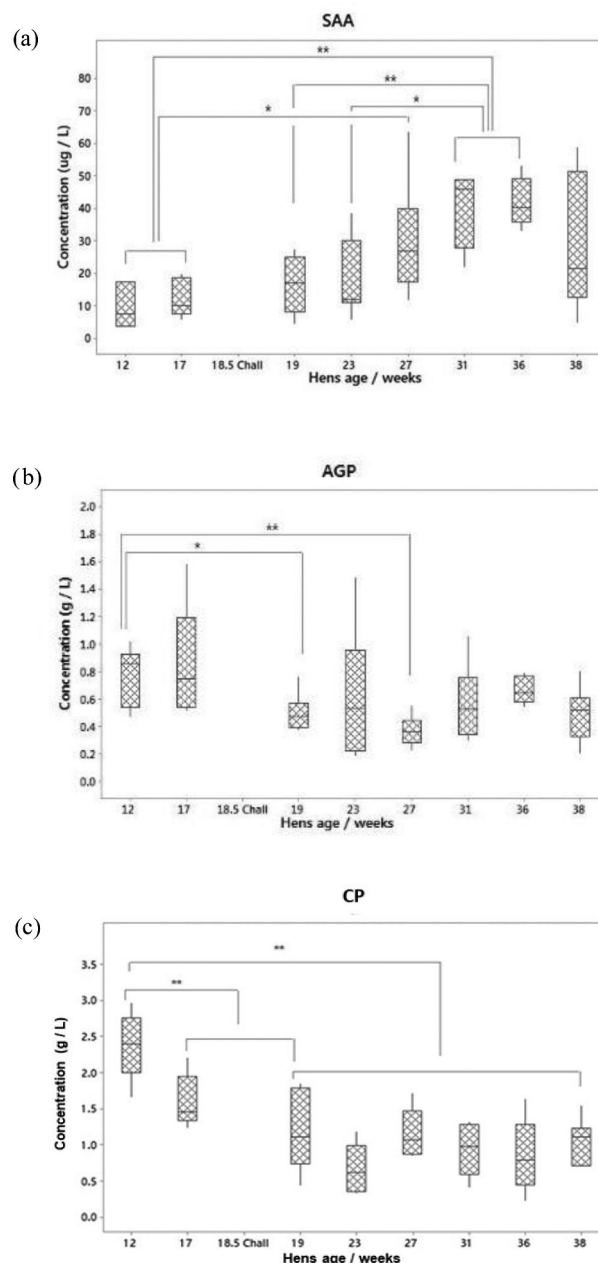 SAA
(a)
**
80
**
70
*
*
60
50
40
30
20
10
0
Concentration (ug / L)
12 17 18.5 Chall 19 23 27 31 36 38
Hens age / weeks
AGP
(b)
2.0
**
1.8
*
1.6
1.4
1.2
1.0
0.8
0.6
0.4
0.2
0.0
Concentration (g / L)
12 17 18.5 Chall 19 23 27 31 36 38
Hens age / weeks
CP
(c)
**
3.5
**
3.0
2.5
2.0
1.5
1.0
0.5
0.0
Concentration (g / L)
12 17 18.5 Chall 19 23 27 31 36 38
Hens age / weeks